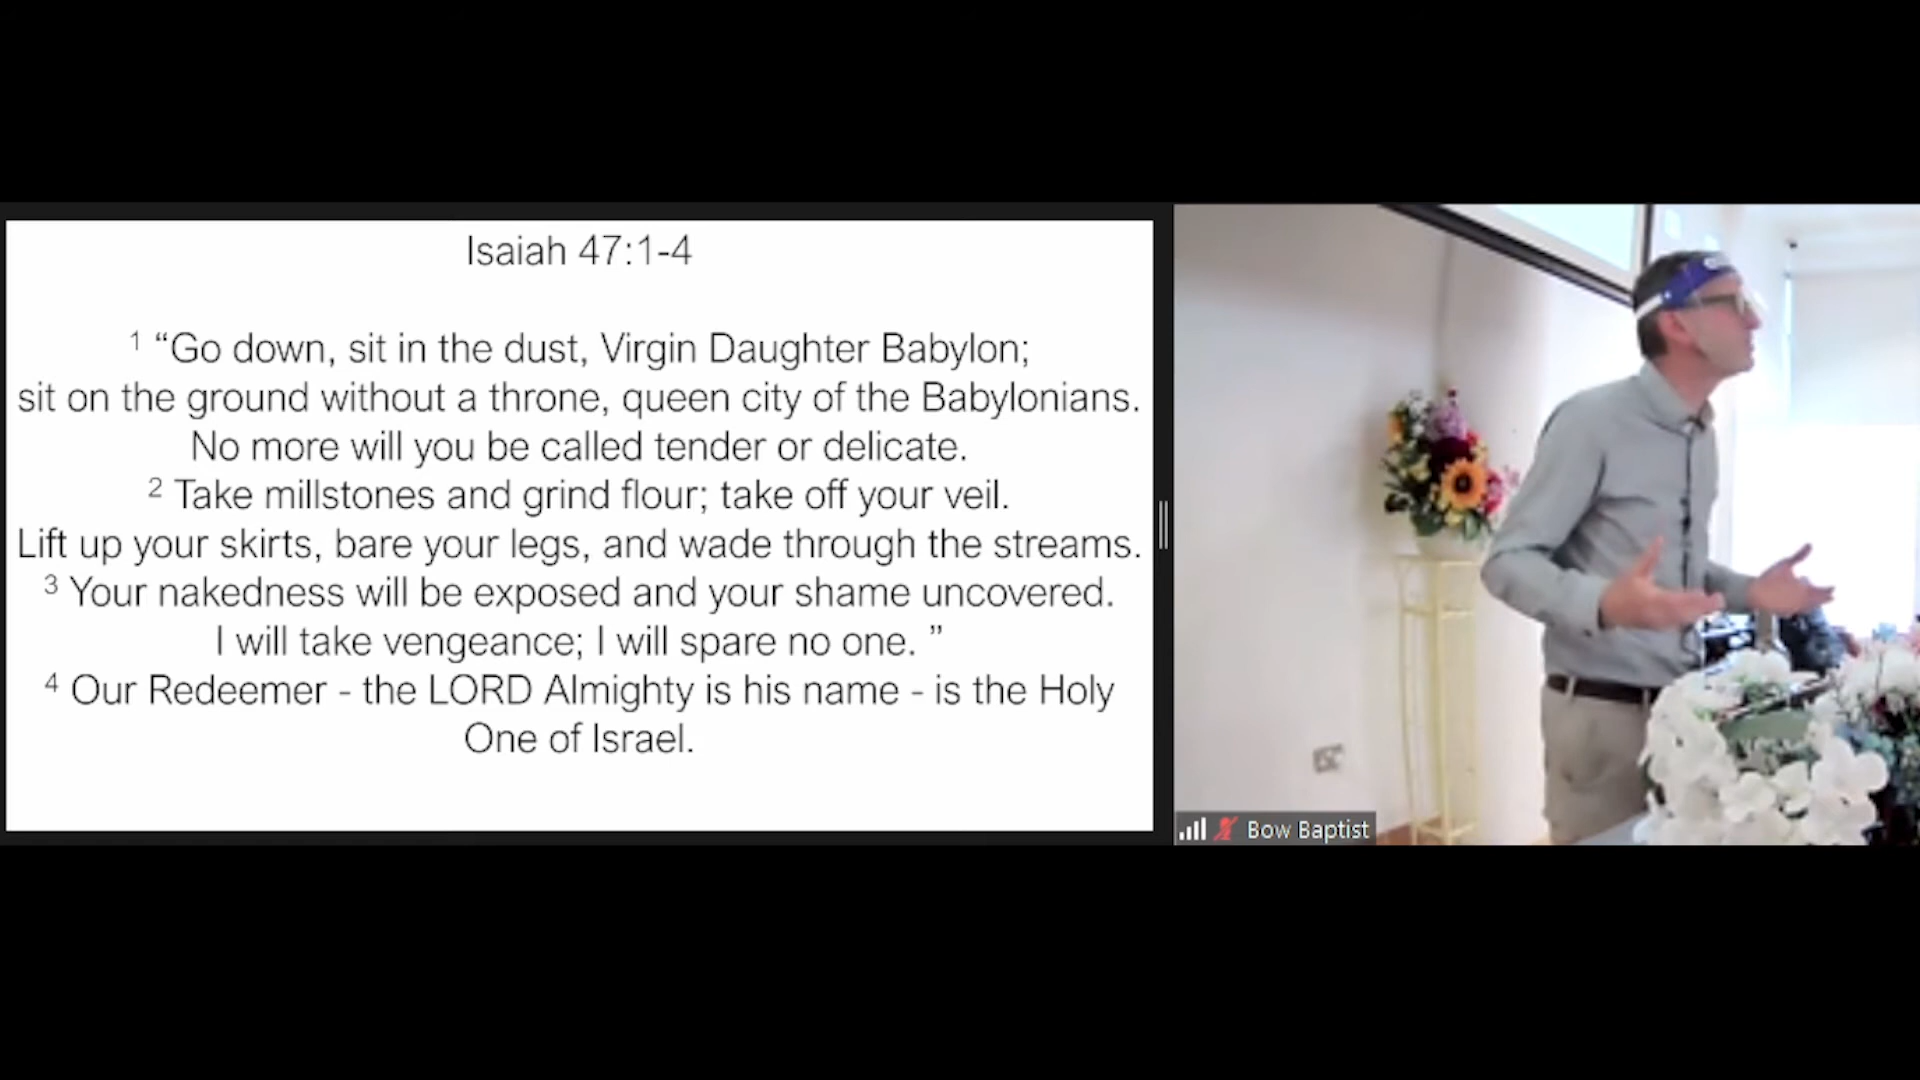 Isaiah 47:1-4
1 “Go down, sit in the dust, Virgin Daughter Babylon;
sit on the ground without a throne, queen city of the Babylonians.
No more will you be called tender or delicate.
2 Take millstones and grind flour; take off your veil.
Lift up your skirts, bare your legs, and wade through the streams.
3 Your nakedness will be exposed and your shame uncovered.
I will take vengeance; I will spare no one. ”
4 Our Redeemer - the LORD Almighty is his name - is the Holy
One of Israel.
Bow Baptist